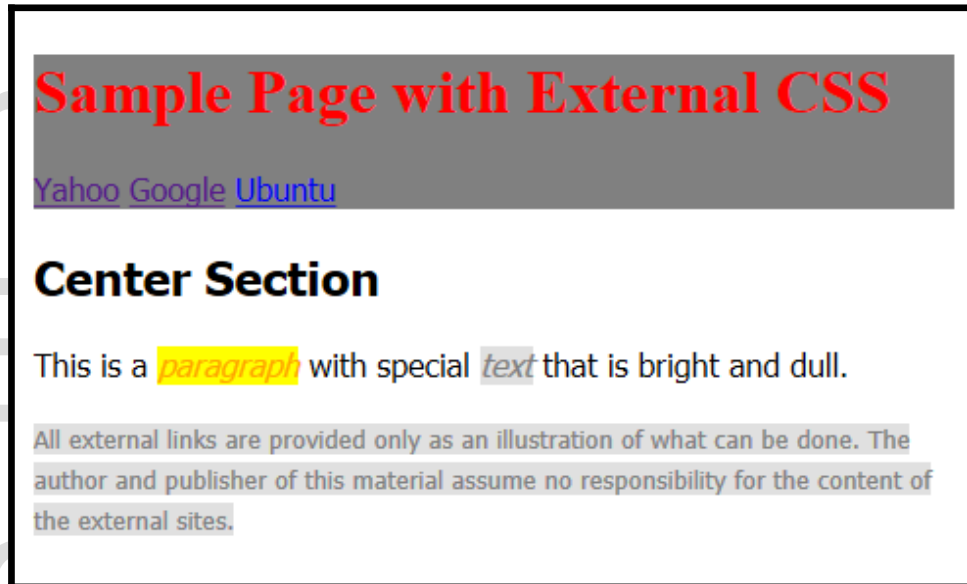 Sample Page with External CSS
Yahoo Google Ubuntu
Center Section
This is a paragraph with special text that is bright and dull.
All external links are provided only as an illustration of what can be done. The
author and publisher of this material assume no responsibility for the content of
the external sites.